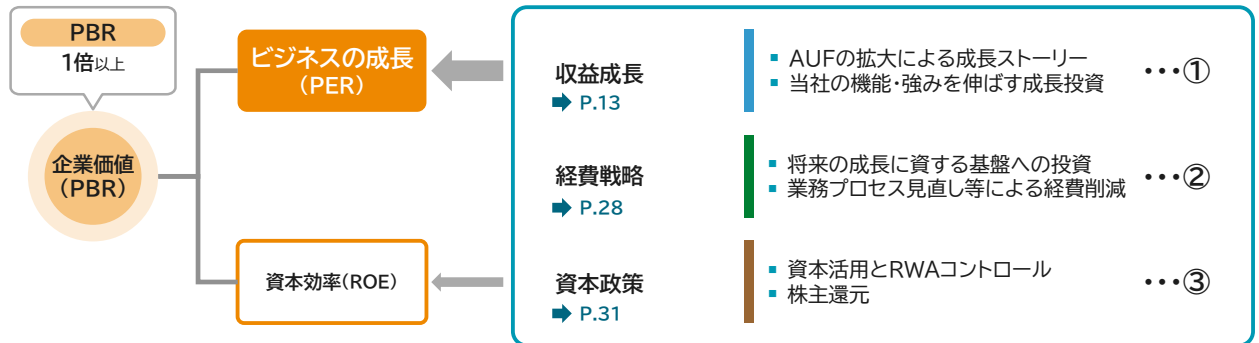 PBR
1倍以上
企業価値
(PBR)
ビジネスの成長
(PER)
資本効率(ROE)
収益成長
➡ P.13
▪ AUFの拡大による成長ストーリー
▪ 当社の機能・強みを伸ばす成長投資
・・・①
経費戦略
➡ P.28
▪ 将来の成長に資する基盤への投資
▪ 業務プロセス見直し等による経費削減
・・・②
資本政策
➡ P.31
▪ 資本活用とRWAコントロール
▪ 株主還元
・・・③